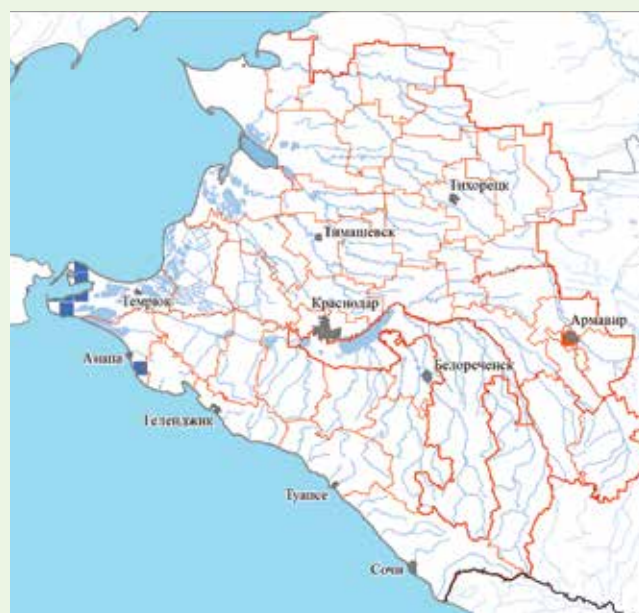 Тихорецк
Тимашевск
Темрюк
Краснодар
Армавир
Анапа
Белореченск
Геленджик
Туапсе
Сочи